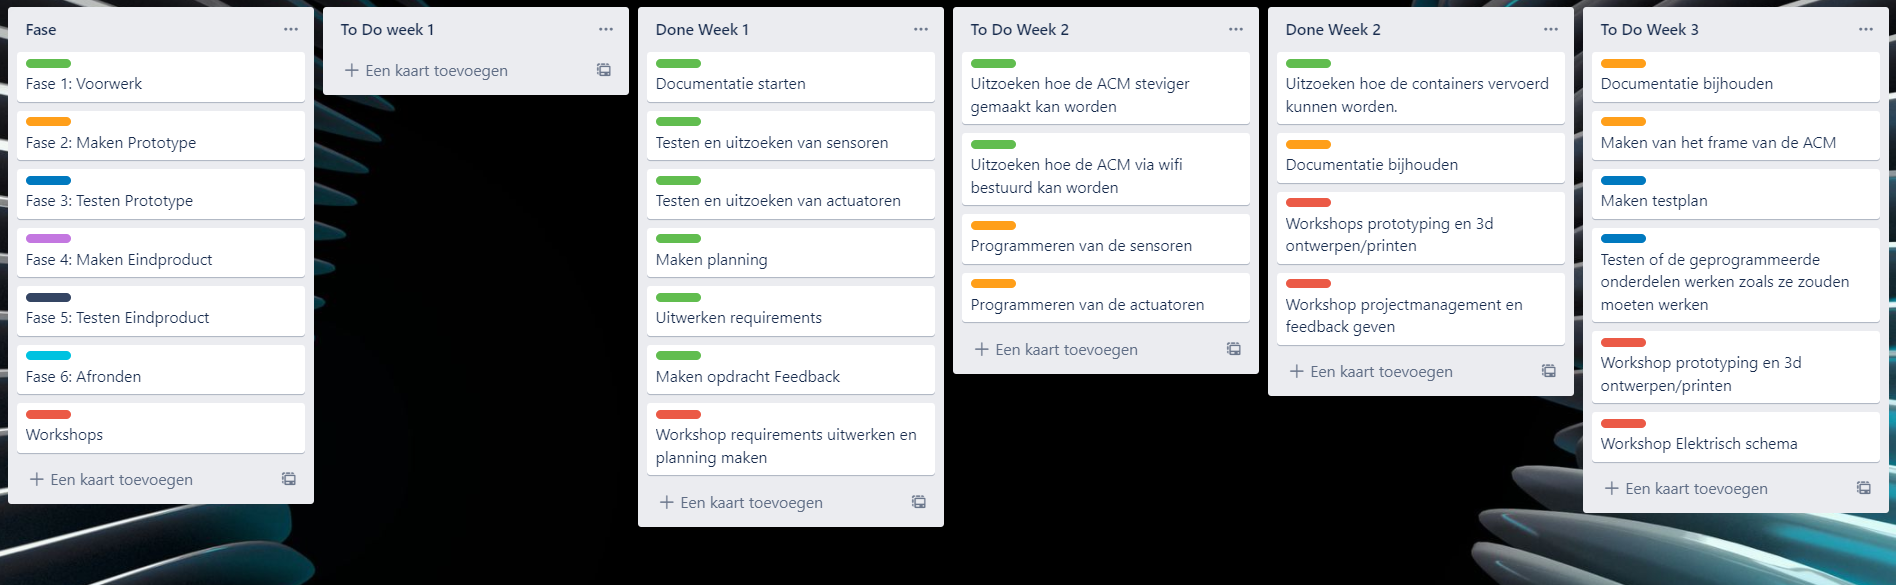 Fase
Fase 1: Voorwerk
Fase 2: Maken Prototype
Fase 3: Testen Prototype
Fase 4: Maken Eindproduct
Fase 5: Testen Eindproduct
Fase 6: Afronden
Workshops
Een kaart toevoegen
To Do week 1
Een kaart toevoegen
Done Week 1
Documentatie starten
Testen en uitzoeken van sensoren
Testen en uitzoeken van actuatoren
Maken planning
Uitwerken requirements
Maken opdracht Feedback
Workshop requirements uitwerken en
planning maken
Een kaart toevoegen
To Do Week 2
Uitzoeken hoe de ACM steviger
gemaakt kan worden
Uitzoeken hoe de ACM via wifi
bestuurd kan worden
Programmeren van de sensoren
Programmeren van de actuatoren
Een kaart toevoegen
Done Week 2
Uitzoeken hoe de containers vervoerd
kunnen worden.
Documentatie bijhouden
Workshops prototyping en 3d
ontwerpen/printen
Workshop projectmanagement en
feedback geven
Een kaart toevoegen
To Do Week 3
Documentatie bijhouden
Maken van het frame van de ACM
Maken testplan
Testen of de geprogrammeerde
onderdelen werken zoals ze zouden
moeten werken
Workshop prototyping en 3d
ontwerpen/printen
Workshop Elektrisch schema
Een kaart toevoegen